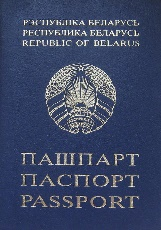 РЭСПУБЛІКА БЕЛАРУСЬ
РЕСПУБЛИКА БЕЛАРУСЬ
REPUBLIC OF BELARUS
ПАШПАРТ
ПАСПОРТ
PASSPORT